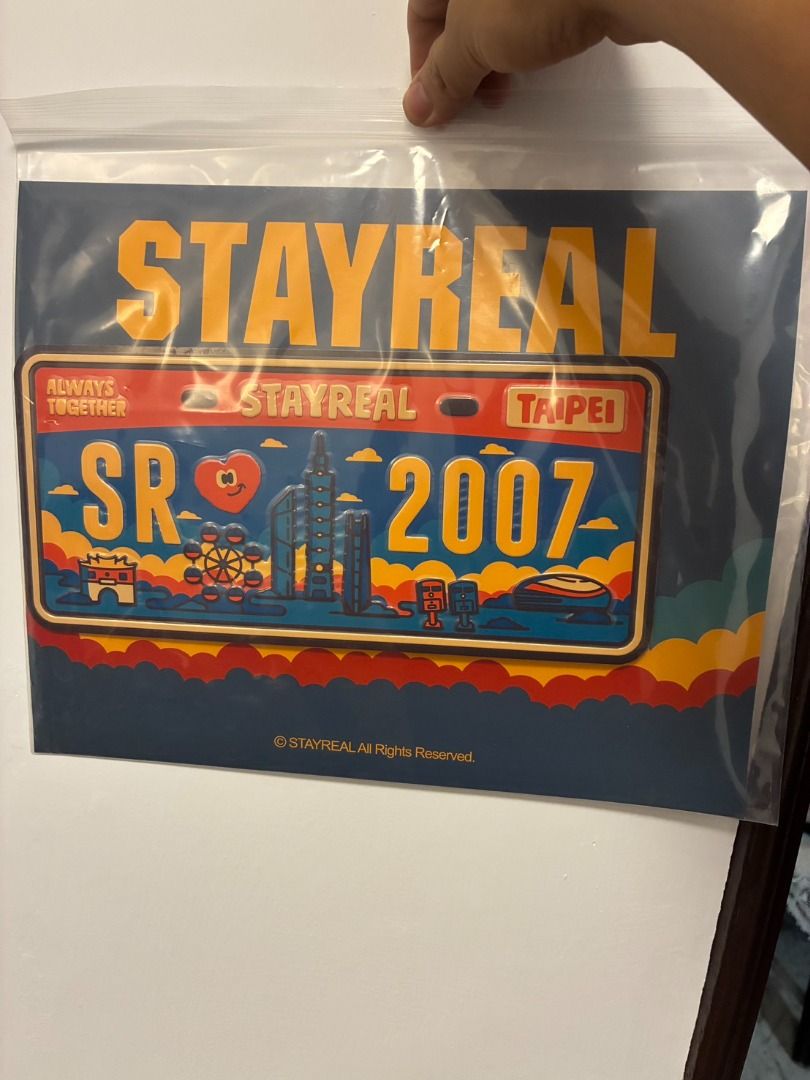 STAYREAL
ALWAYS
TOGETHER
STAYREAL
TAIPEI
SR 2007
© STAYREAL All Rights Reserved.